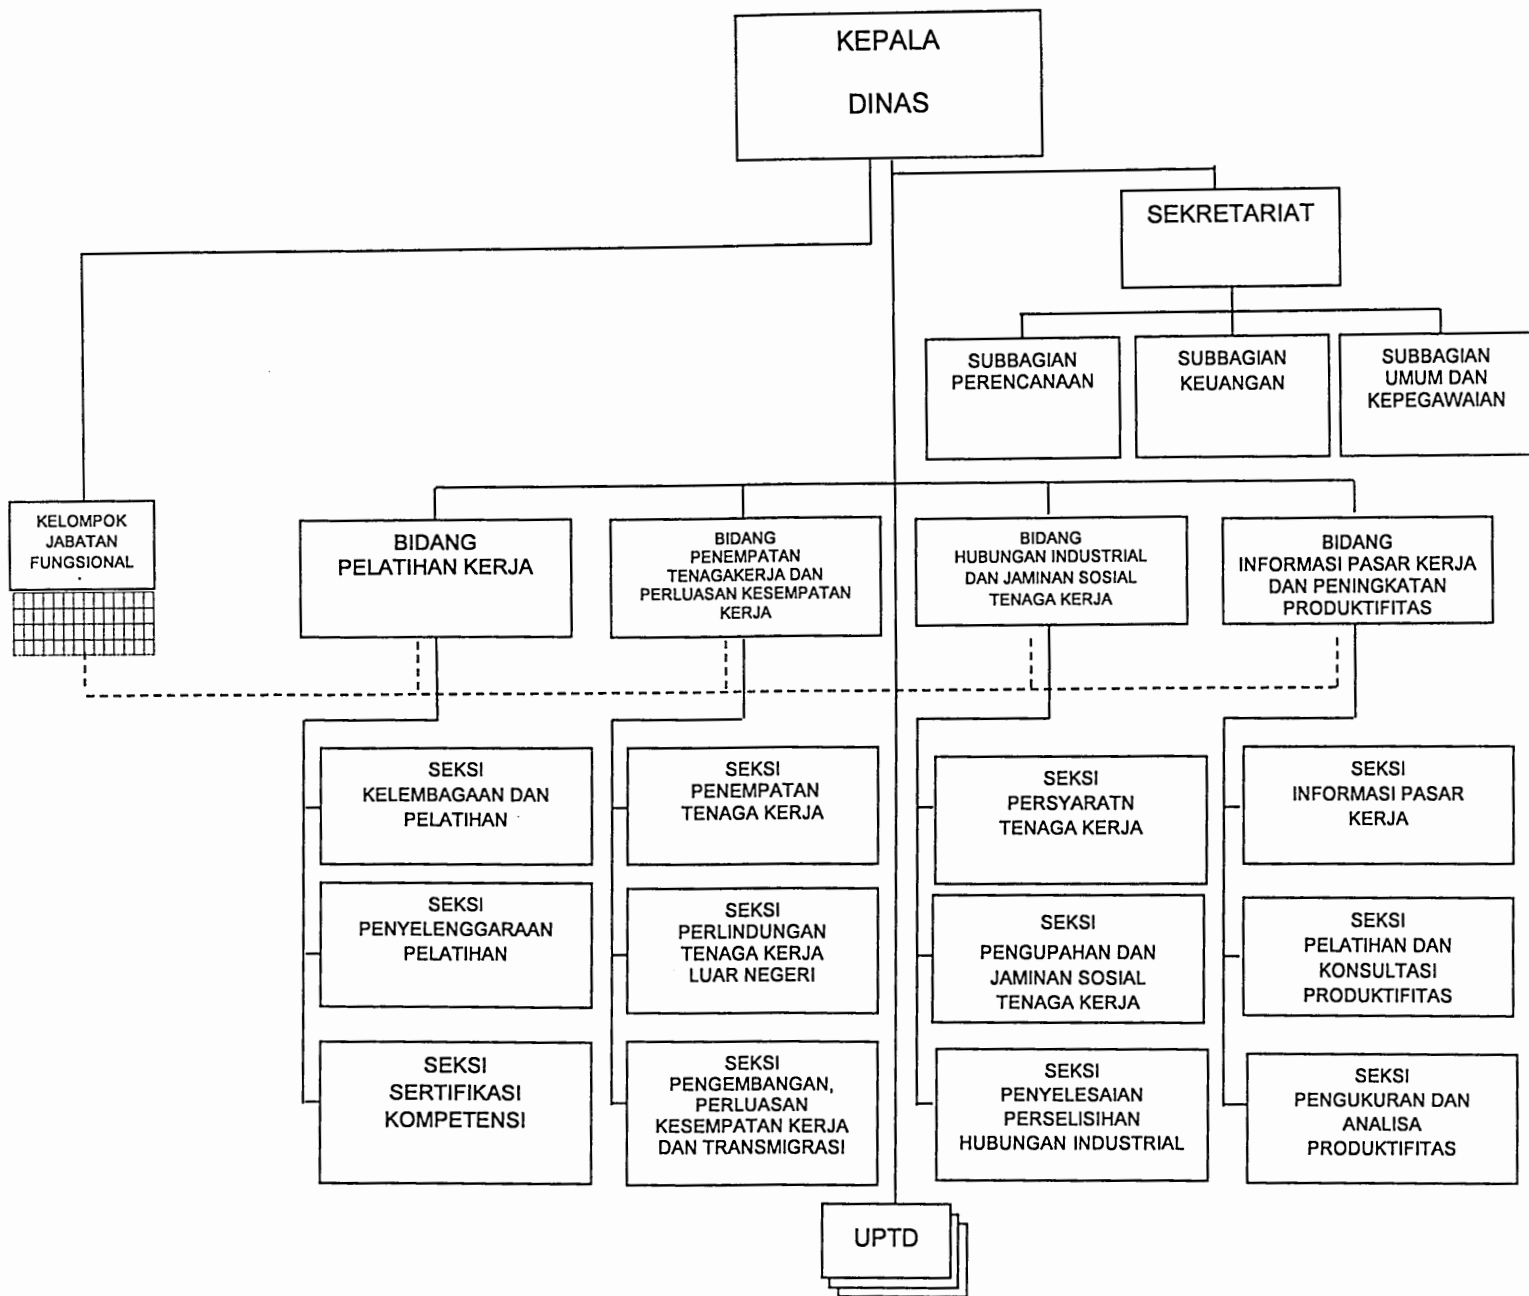 KEPALA
DINAS
SEKRETARIAT
SUBBAGIAN
PERENCANAAN
SUBBAGIAN
KEUANGAN
SUBBAGIAN
UMUM DAN
KEPEGAWAIAN
KELOMPOK
JABATAN
FUNGSIONAL
BIDANG
PELATIHAN KERJA
BIDANG
PENEMPATAN
TENAGAKERJA DAN
PERLUASAN KESEMPATAN
KERJA
BIDANG
HUBUNGAN INDUSTRIAL
DAN JAMINAN SOSIAL
TENAGA KERJA
BIDANG
INFORMASI PASAR KERJA
DAN PENINGKATAN
PRODUKTIFITAS
SEKSI
KELEMBAGAAN DAN
PELATIHAN
SEKSI
PENEMPATAN
TENAGA KERJA
SEKSI
PERSYARATN
TENAGA KERJA
SEKSI
INFORMASI PASAR
KERJA
SEKSI
PENYELENGGARAAN
PELATIHAN
SEKSI
PERLINDUNGAN
TENAGA KERJA
LUAR NEGERI
SEKSI
PENGUPAHAN DAN
JAMINAN SOSIAL
TENAGA KERJA
SEKSI
PELATIHAN DAN
KONSULTASI
PRODUKTIFITAS
SEKSI
SERTIFIKASI
KOMPETENSI
SEKSI
PENGEMBANGAN,
PERLUASAN
KESEMPATAN KERJA
DAN TRANSMIGRASI
SEKSI
PENYELESAIAN
PERSELISIHAN
HUBUNGAN INDUSTRIAL
SEKSI
PENGUKURAN DAN
ANALISA
PRODUKTIFITAS
UPTD